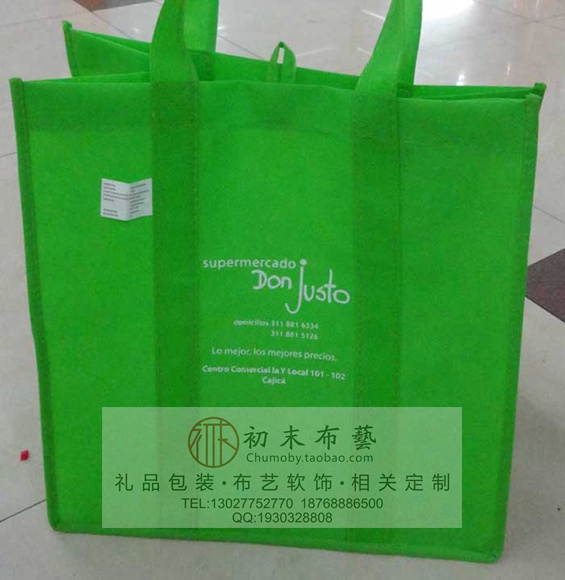 supermercado
Don Justo
domicilios 311 881 6334
311 881 5126
Lo mejor, los mejores precios.
Centro Comercial la Y Local 101 - 102
Cajicá
初末布藝
Chumoby.taobao.com
礼品包装·布艺软饰·相关定制
TEL:13027752770 18768886500
QQ:1930328808